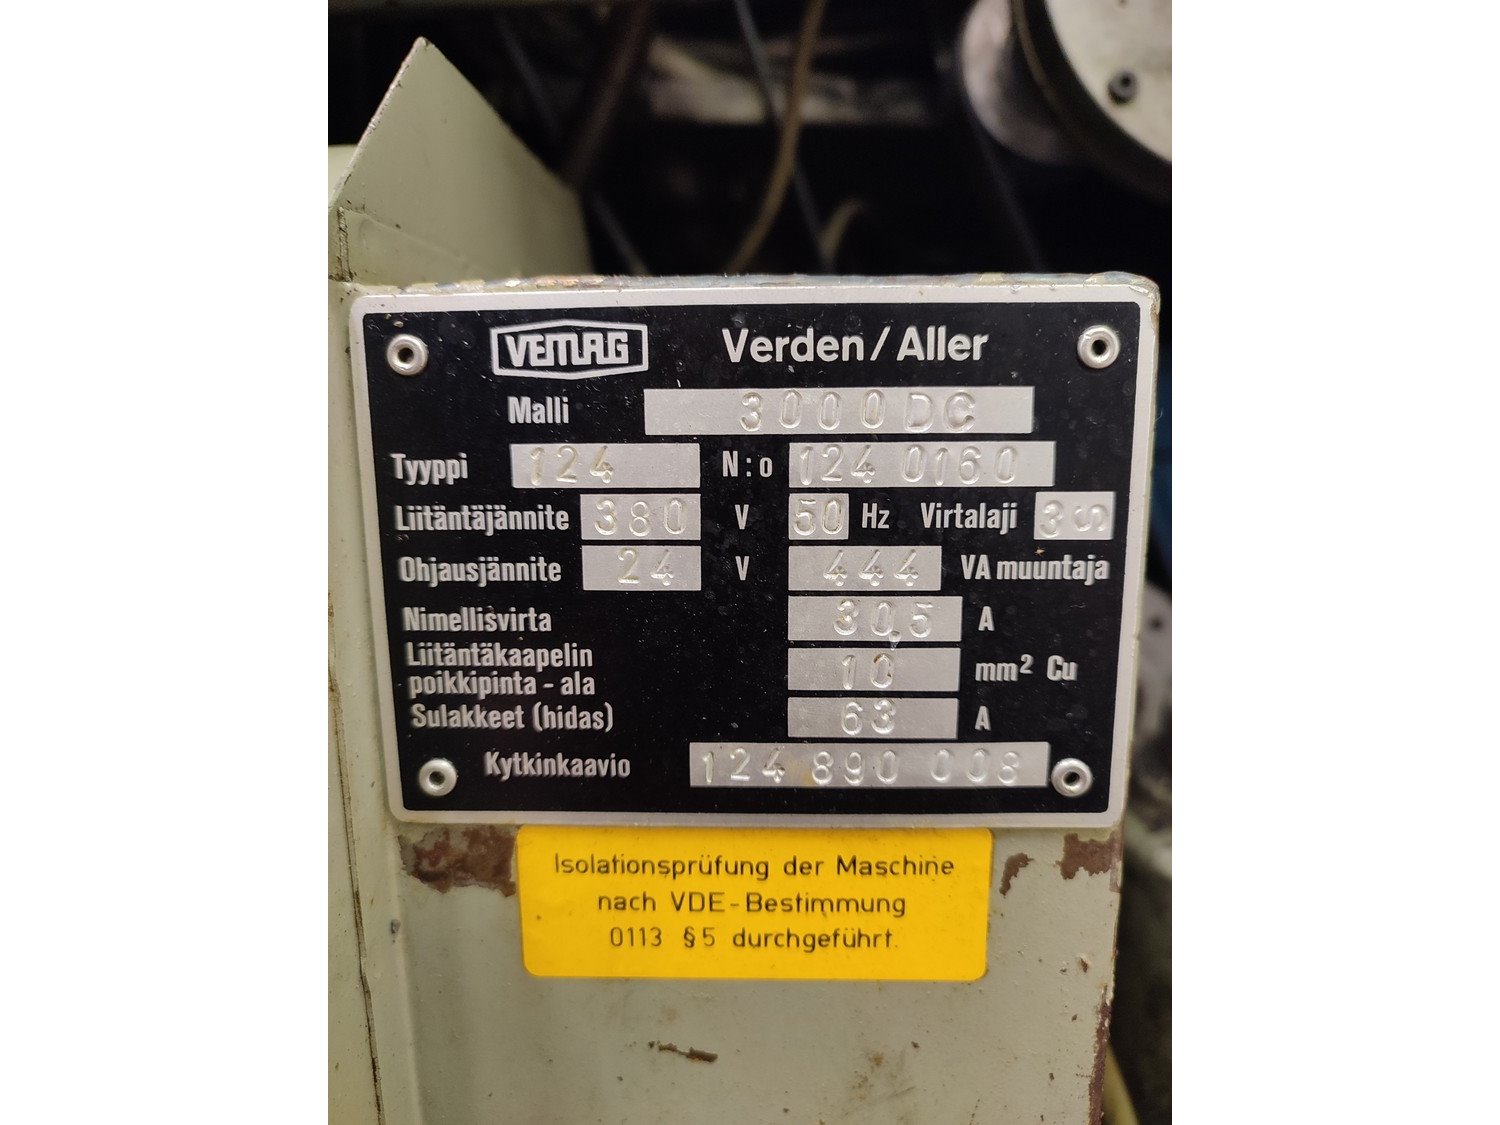 VEMAG Verden/Aller
Malli 3000DC
Tyyppi 124 N:o 124 0160
Liitäntäjännite 380 V 50 Hz Virtalaji 3S
Ohjausjännite 24 V 444 VA muuntaja
Nimellisvirta 30,5 A
Liitäntäkaapelin
poikkipinta - ala 10 mm² Cu
Sulakkeet (hidas) 63 A
Kytkinkaavio 124 890 008
Isolationsprüfung der Maschine
nach VDE-Bestimmung
0113 §5 durchgeführt.